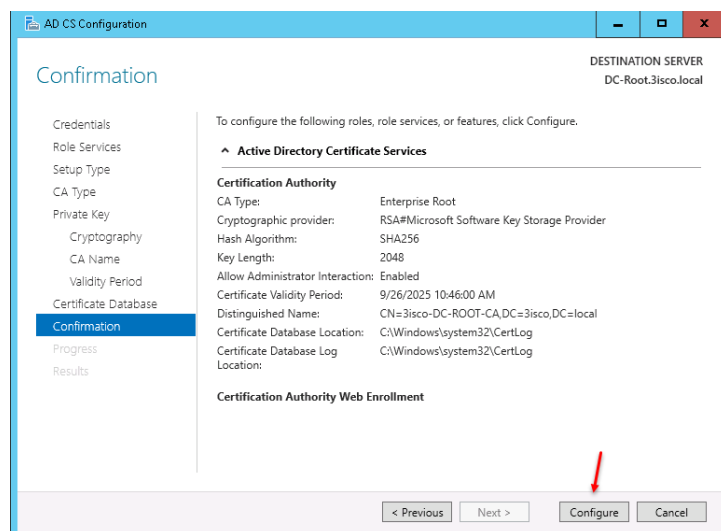 AD CS Configuration
Confirmation
DESTINATION SERVER
DC-Root.3isco.local
Credentials
Role Services
Setup Type
CA Type
Private Key
Cryptography
CA Name
Validity Period
Certificate Database
Confirmation
Progress
Results
To configure the following roles, role services, or features, click Configure.
Active Directory Certificate Services
Certification Authority
CA Type: Enterprise Root
Cryptographic provider: RSA#Microsoft Software Key Storage Provider
Hash Algorithm: SHA256
Key Length: 2048
Allow Administrator Interaction: Enabled
Certificate Validity Period: 9/26/2025 10:46:00 AM
Distinguished Name: CN=3isco-DC-ROOT-CA,DC=3isco,DC=local
Certificate Database Location: C:\Windows\system32\CertLog
Certificate Database Log C:\Windows\system32\CertLog
Location:
Certification Authority Web Enrollment
< Previous Next > Configure Cancel